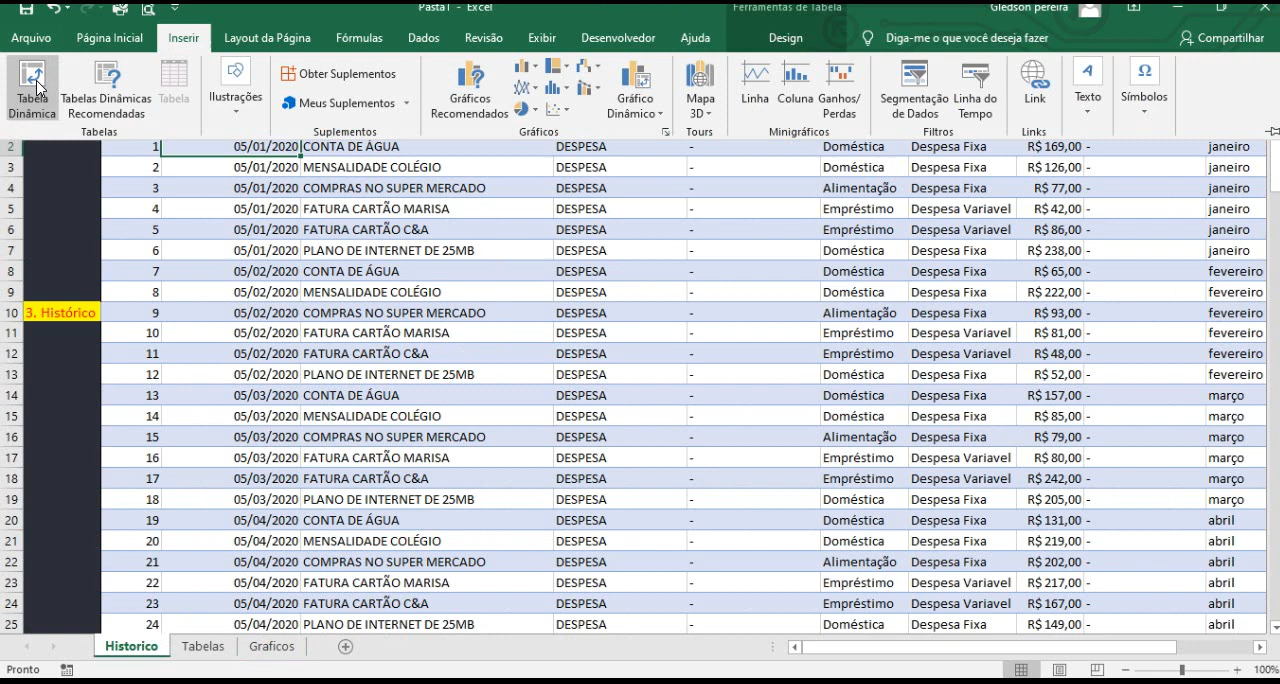 Pasta1 - Excel
Ferramentas de Tabela
Gledson pereira
Arquivo Página Inicial Inserir Layout da Página Fórmulas Dados Revisão Exibir Desenvolvedor Ajuda Design Diga-me o que você deseja fazer Compartilhar
Tabela Dinâmica
Tabelas Dinâmicas Recomendadas
Tabela
Tabelas
Ilustrações
Obter Suplementos
Meus Suplementos
Suplementos
Gráficos Recomendados
Gráfico Dinâmico
Gráficos
Mapa 3D
Tours
Linha Coluna Ganhos/Perdas
Minigráficos
Segmentação de Dados
Linha do Tempo
Filtros
Link
Links
Texto
Símbolos
2 1 05/01/2020 CONTA DE ÁGUA DESPESA - Doméstica Despesa Fixa R$ 169,00 - janeiro
3 2 05/01/2020 MENSALIDADE COLÉGIO DESPESA - Doméstica Despesa Fixa R$ 126,00 - janeiro
4 3 05/01/2020 COMPRAS NO SUPER MERCADO DESPESA - Alimentação Despesa Fixa R$ 77,00 - janeiro
5 4 05/01/2020 FATURA CARTÃO MARISA DESPESA - Empréstimo Despesa Variavel R$ 42,00 - janeiro
6 5 05/01/2020 FATURA CARTÃO C&A DESPESA - Empréstimo Despesa Variavel R$ 86,00 - janeiro
7 6 05/01/2020 PLANO DE INTERNET DE 25MB DESPESA - Doméstica Despesa Fixa R$ 238,00 - janeiro
8 7 05/02/2020 CONTA DE ÁGUA DESPESA - Doméstica Despesa Fixa R$ 65,00 - fevereiro
9 8 05/02/2020 MENSALIDADE COLÉGIO DESPESA - Doméstica Despesa Fixa R$ 222,00 - fevereiro
10 3. Histórico 9 05/02/2020 COMPRAS NO SUPER MERCADO DESPESA - Alimentação Despesa Fixa R$ 93,00 - fevereiro
11 10 05/02/2020 FATURA CARTÃO MARISA DESPESA - Empréstimo Despesa Variavel R$ 81,00 - fevereiro
12 11 05/02/2020 FATURA CARTÃO C&A DESPESA - Empréstimo Despesa Variavel R$ 48,00 - fevereiro
13 12 05/02/2020 PLANO DE INTERNET DE 25MB DESPESA - Doméstica Despesa Fixa R$ 52,00 - fevereiro
14 13 05/03/2020 CONTA DE ÁGUA DESPESA - Doméstica Despesa Fixa R$ 157,00 - março
15 14 05/03/2020 MENSALIDADE COLÉGIO DESPESA - Doméstica Despesa Fixa R$ 85,00 - março
16 15 05/03/2020 COMPRAS NO SUPER MERCADO DESPESA - Alimentação Despesa Fixa R$ 79,00 - março
17 16 05/03/2020 FATURA CARTÃO MARISA DESPESA - Empréstimo Despesa Variavel R$ 80,00 - março
18 17 05/03/2020 FATURA CARTÃO C&A DESPESA - Empréstimo Despesa Variavel R$ 242,00 - março
19 18 05/03/2020 PLANO DE INTERNET DE 25MB DESPESA - Doméstica Despesa Fixa R$ 205,00 - março
20 19 05/04/2020 CONTA DE ÁGUA DESPESA - Doméstica Despesa Fixa R$ 131,00 - abril
21 20 05/04/2020 MENSALIDADE COLÉGIO DESPESA - Doméstica Despesa Fixa R$ 219,00 - abril
22 21 05/04/2020 COMPRAS NO SUPER MERCADO DESPESA - Alimentação Despesa Fixa R$ 202,00 - abril
23 22 05/04/2020 FATURA CARTÃO MARISA DESPESA - Empréstimo Despesa Variavel R$ 217,00 - abril
24 23 05/04/2020 FATURA CARTÃO C&A DESPESA - Empréstimo Despesa Variavel R$ 167,00 - abril
25 24 05/04/2020 PLANO DE INTERNET DE 25MB DESPESA - Doméstica Despesa Fixa R$ 149,00 - abril
Historico Tabelas Graficos
Pronto
100%